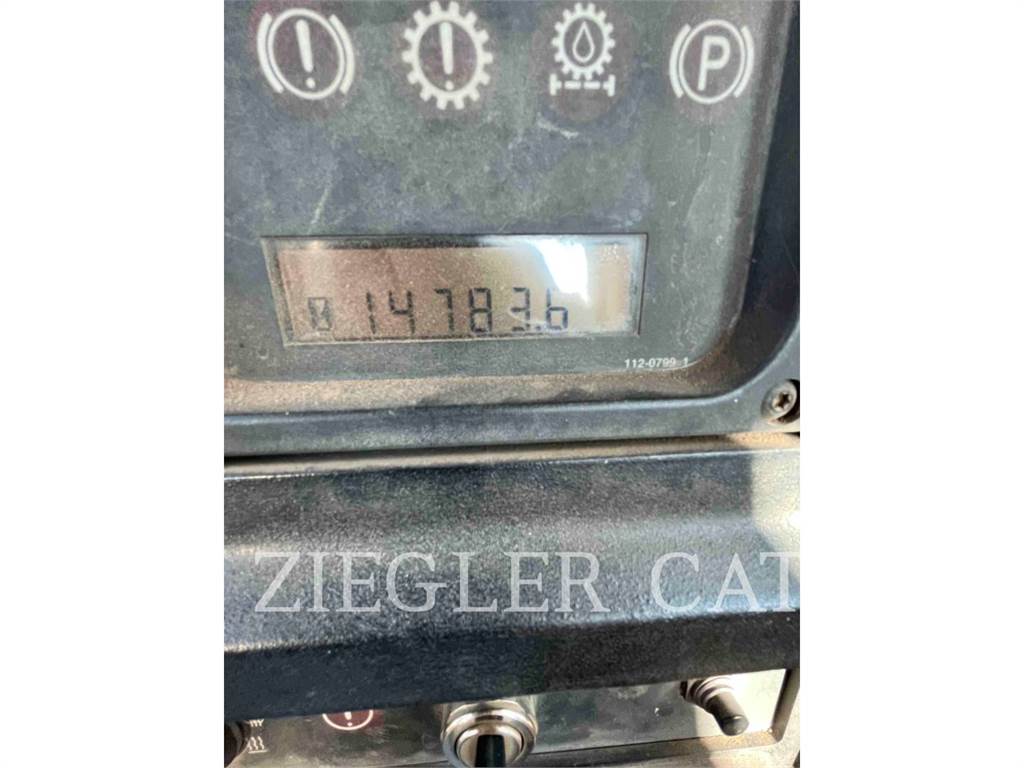 P
14783.6
112-0799 1
ZIEGLER CAT